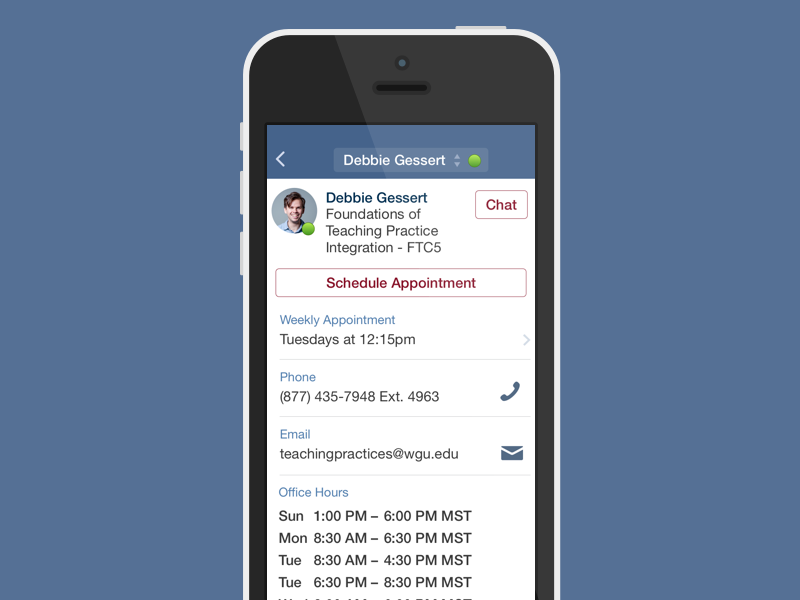 Debbie Gessert
Debbie Gessert
Foundations of
Teaching Practice
Integration - FTC5
Chat
Schedule Appointment
Weekly Appointment
Tuesdays at 12:15pm
Phone
(877) 435-7948 Ext. 4963
Email
teachingpractices@wgu.edu
Office Hours
Sun 1:00 PM – 6:00 PM MST
Mon 8:30 AM – 6:30 PM MST
Tue 8:30 AM – 4:30 PM MST
Tue 6:30 PM – 8:30 PM MST